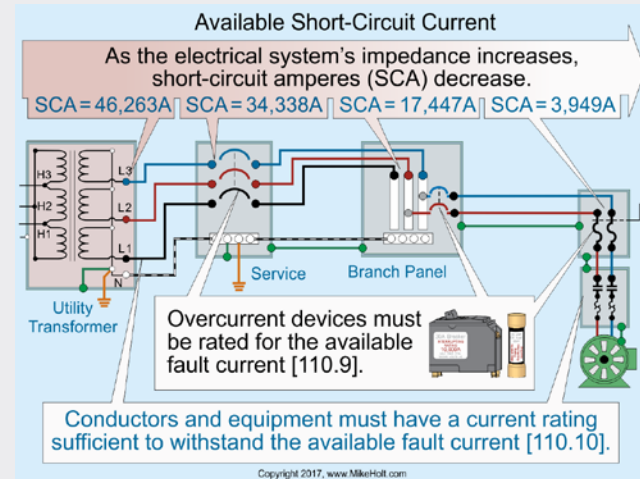 Available Short-Circuit Current
As the electrical system's impedance increases,
short-circuit amperes (SCA) decrease.
SCA = 46,263A SCA = 34,338A SCA = 17,447A SCA = 3,949A
H3
H2
H1
L3
L2
L1
N
Utility
Transformer
Service
Branch Panel
Overcurrent devices must
be rated for the available
fault current [110.9].
Conductors and equipment must have a current rating
sufficient to withstand the available fault current [110.10].
Copyright 2017, www.MikeHolt.com